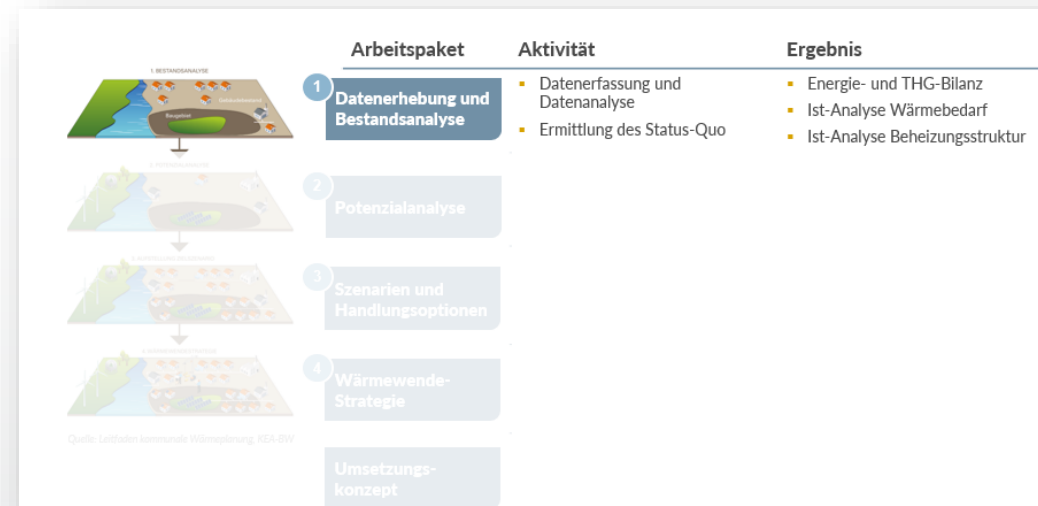 Arbeitspaket
Aktivität
Ergebnis
1. BESTANDSANALYSE
Baugebiet
1
Datenerhebung und
Bestandsanalyse
▪ Datenerfassung und
Datenanalyse
▪ Ermittlung des Status-Quo
▪ Energie- und THG-Bilanz
▪ Ist-Analyse Wärmebedarf
▪ Ist-Analyse Beheizungsstruktur
2. POTENZIALANALYSE
2
Potenzialanalyse
3
Szenarien und
Handlungsoptionen
4
Wärmewende-
Strategie
Quelle: Leitfaden kommunale Wärmeplanung, KEA-BW
Umsetzungs-
konzept